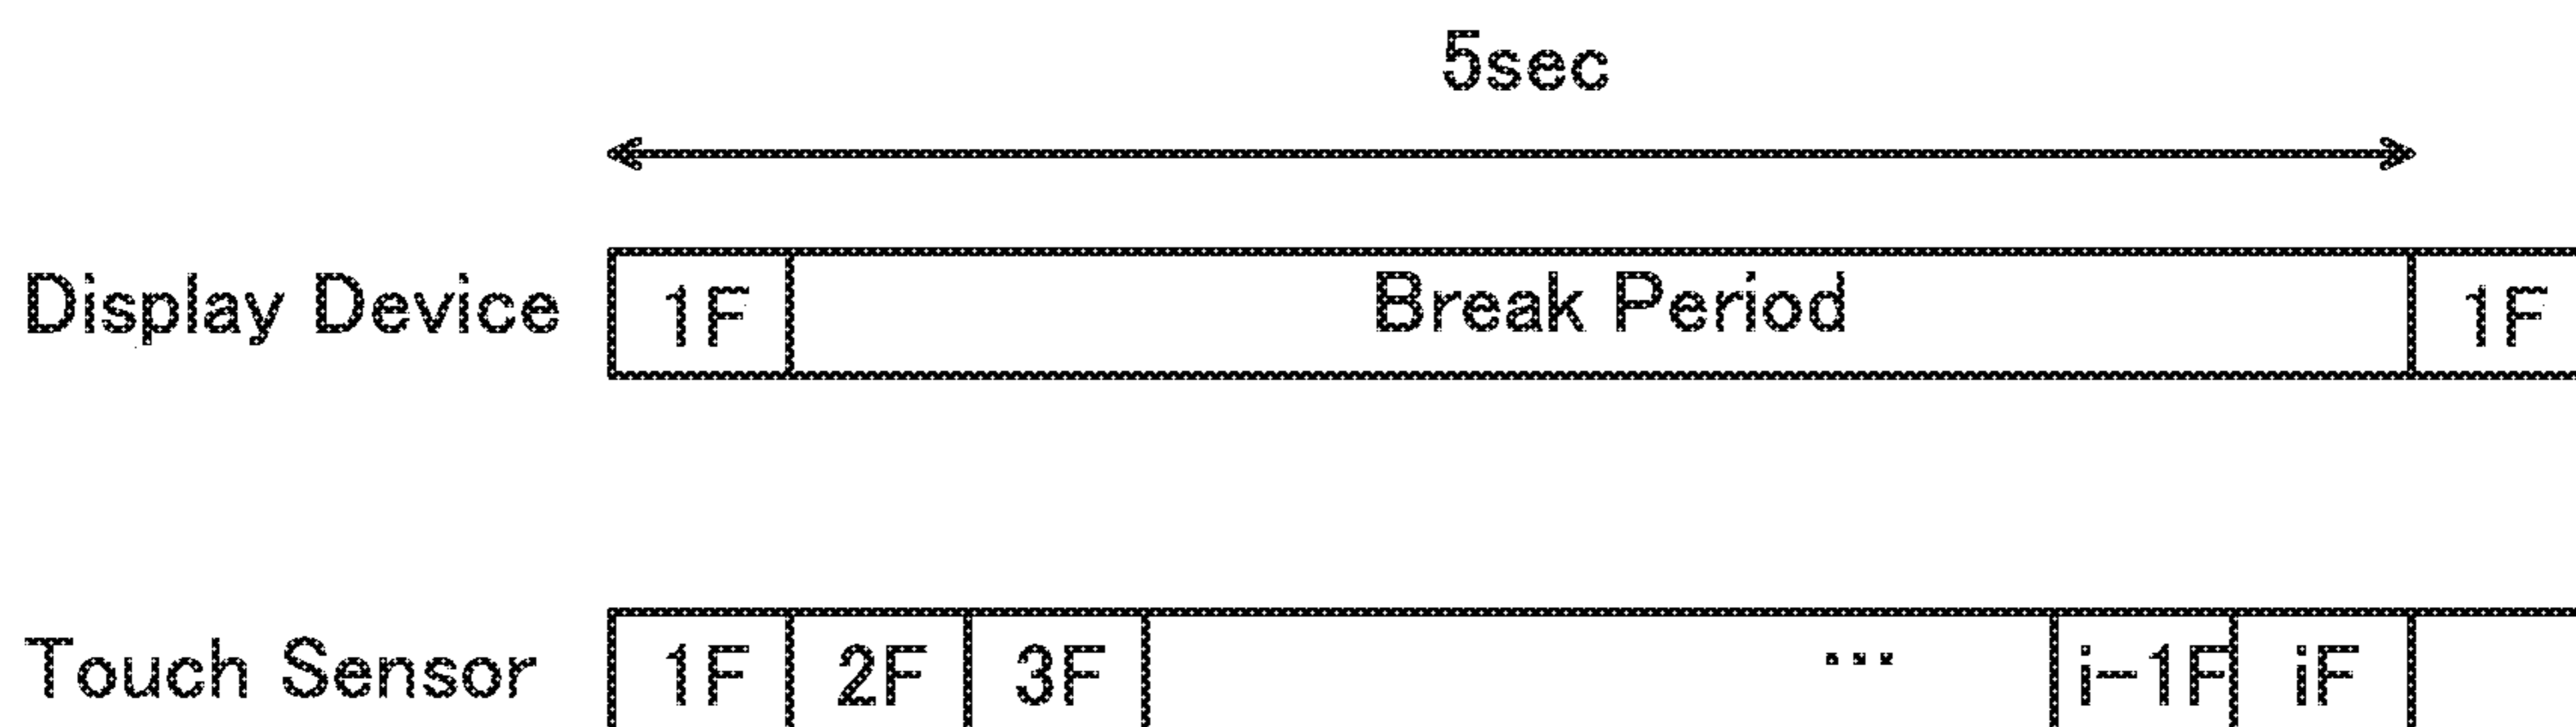 5sec
Display Device 1F Break Period 1F
Touch Sensor 1F 2F 3F ... i-1F iF